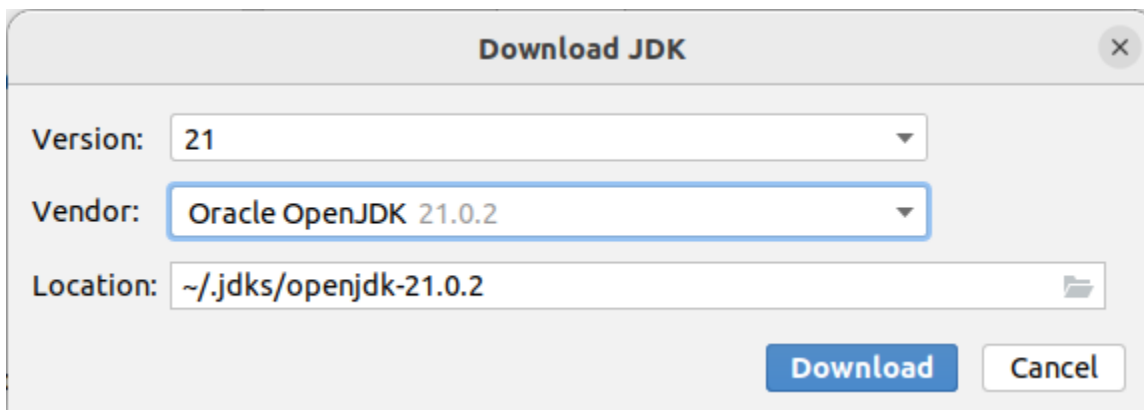 Download JDK
Version: 21
Vendor: Oracle OpenJDK 21.0.2
Location: ~/.jdks/openjdk-21.0.2
Download Cancel